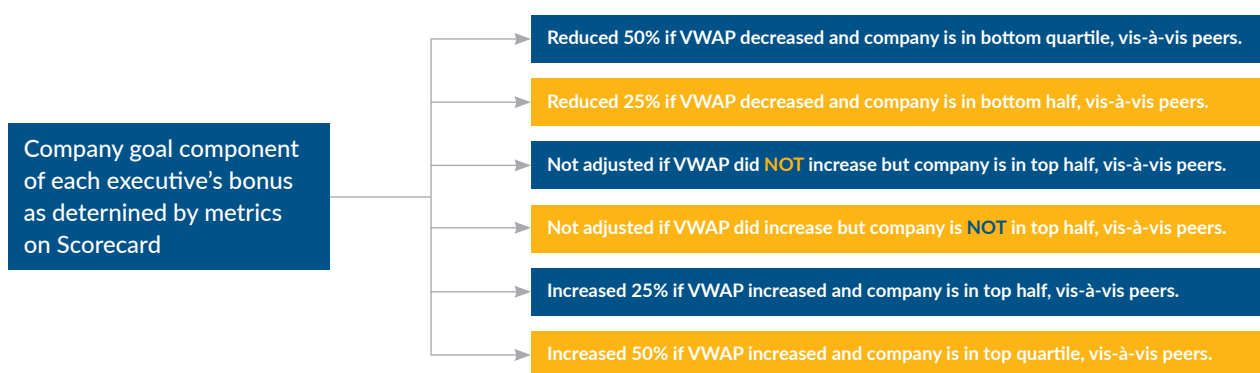 Company goal component
of each executive's bonus
as deternined by metrics
on Scorecard
Reduced 50% if VWAP decreased and company is in bottom quartile, vis-à-vis peers.
Reduced 25% if VWAP decreased and company is in bottom half, vis-à-vis peers.
Not adjusted if VWAP did NOT increase but company is in top half, vis-à-vis peers.
Not adjusted if VWAP did increase but company is NOT in top half, vis-à-vis peers.
Increased 25% if VWAP increased and company is in top half, vis-à-vis peers.
Increased 50% if VWAP increased and company is in top quartile, vis-à-vis peers.